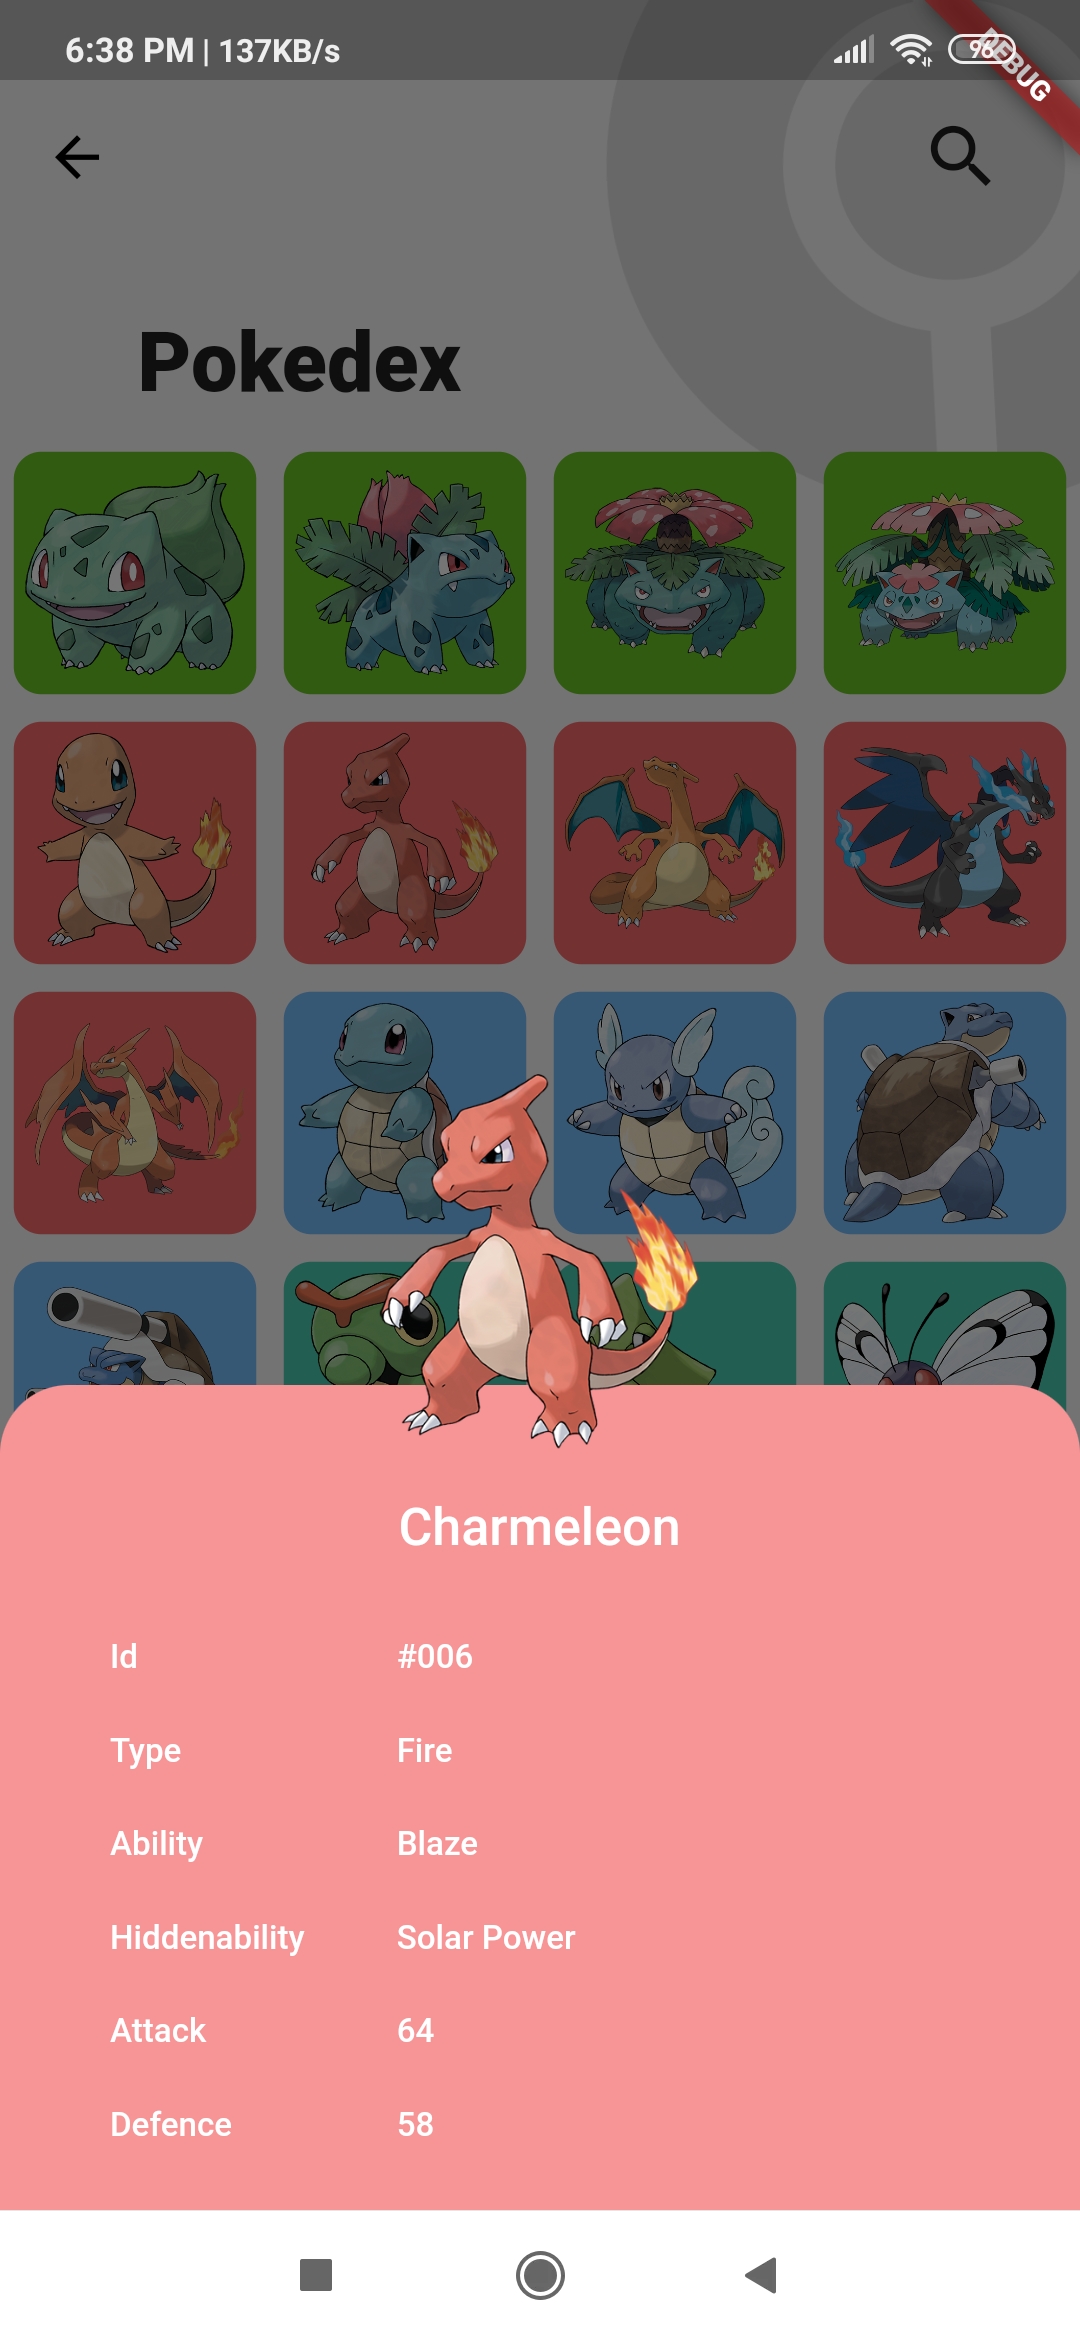 6:38 PM | 137KB/s
96
DEBUG
Pokedex
Charmeleon
Id #006
Type Fire
Ability Blaze
Hiddenability Solar Power
Attack 64
Defence 58